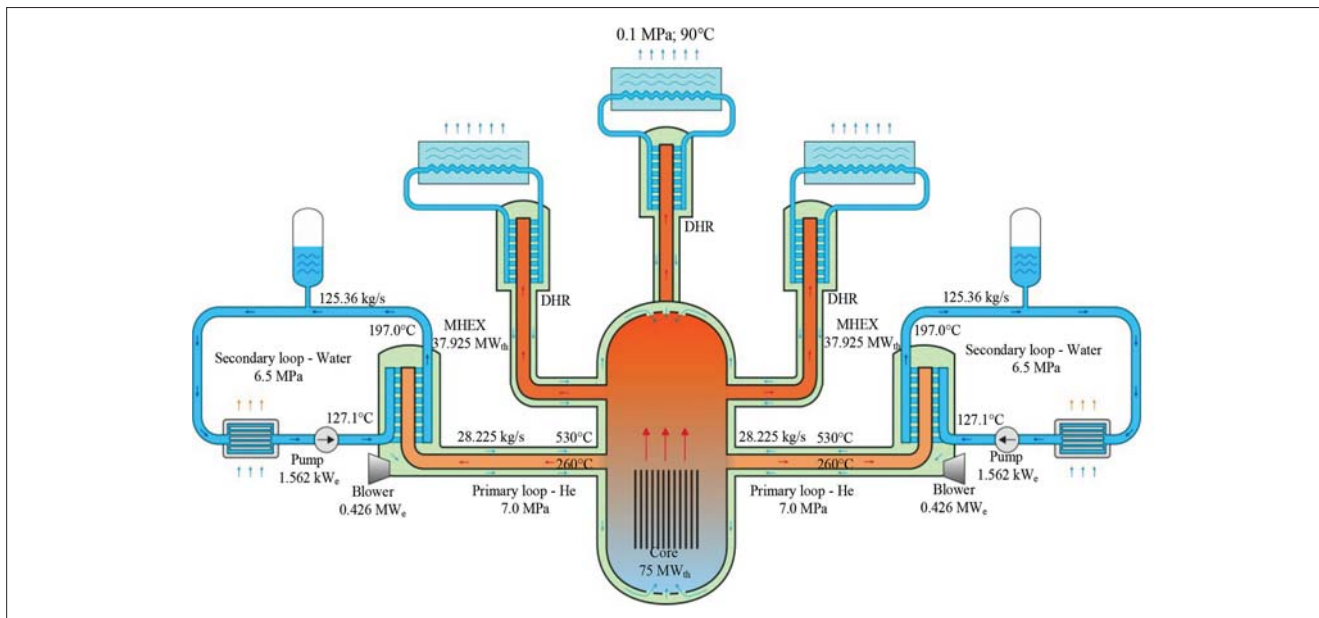 0.1 MPa; 90°C
DHR
DHR
DHR
125.36 kg/s
197.0°C
MHEX
37.925 MWth
Secondary loop - Water
6.5 MPa
127.1°C
Pump
1.562 kWe
Blower
0.426 MWe
28.225 kg/s
530°C
260°C
Primary loop - He
7.0 MPa
Core
75 MWth
125.36 kg/s
197.0°C
MHEX
37.925 MWth
Secondary loop - Water
6.5 MPa
127.1°C
Pump
1.562 kWe
Blower
0.426 MWe
28.225 kg/s
530°C
260°C
Primary loop - He
7.0 MPa